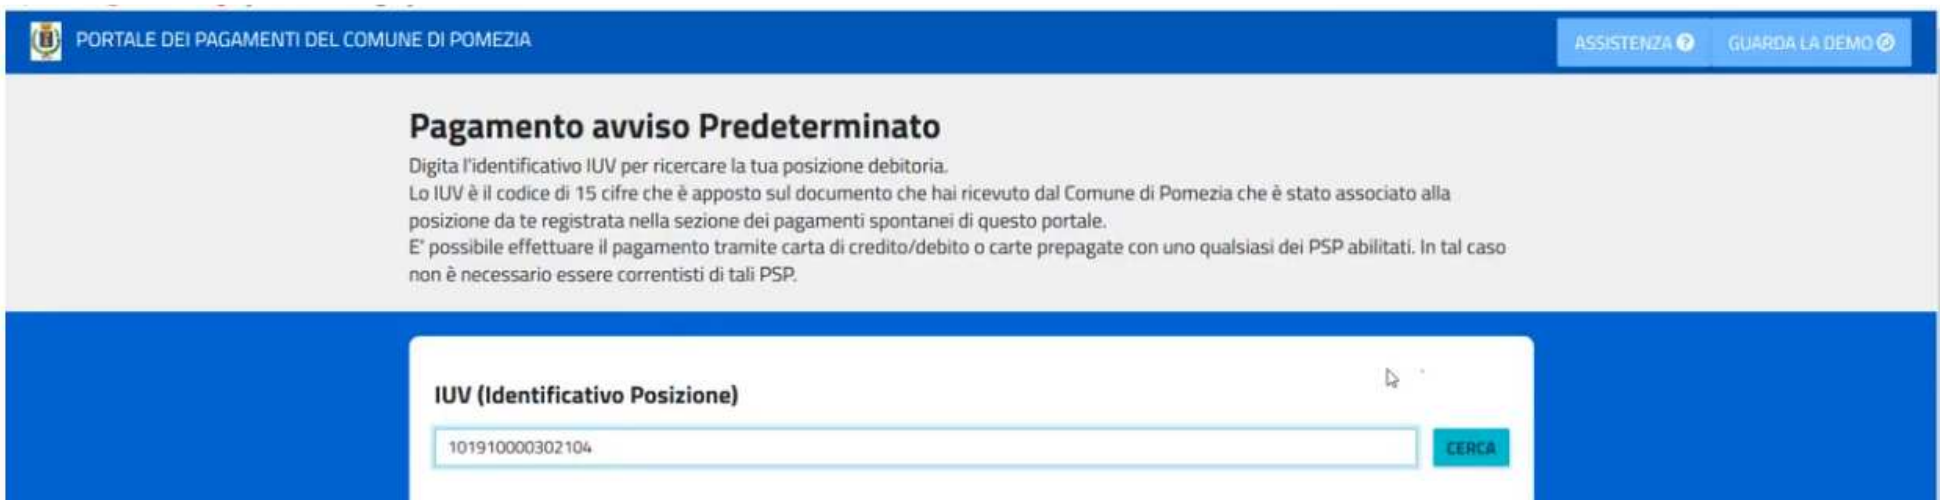 PORTALE DEI PAGAMENTI DEL COMUNE DI POMEZIA
ASSISTENZA
GUARDA LA DEMO
Pagamento avviso Predeterminato
Digita l'identificativo IUV per ricercare la tua posizione debitoria.
Lo IUV è il codice di 15 cifre che è apposto sul documento che hai ricevuto dal Comune di Pomezia che è stato associato alla
posizione da te registrata nella sezione dei pagamenti spontanei di questo portale.
E' possibile effettuare il pagamento tramite carta di credito/debito o carte prepagate con uno qualsiasi dei PSP abilitati. In tal caso
non è necessario essere correntisti di tali PSP.
IUV (Identificativo Posizione)
101910000302104
CERCA